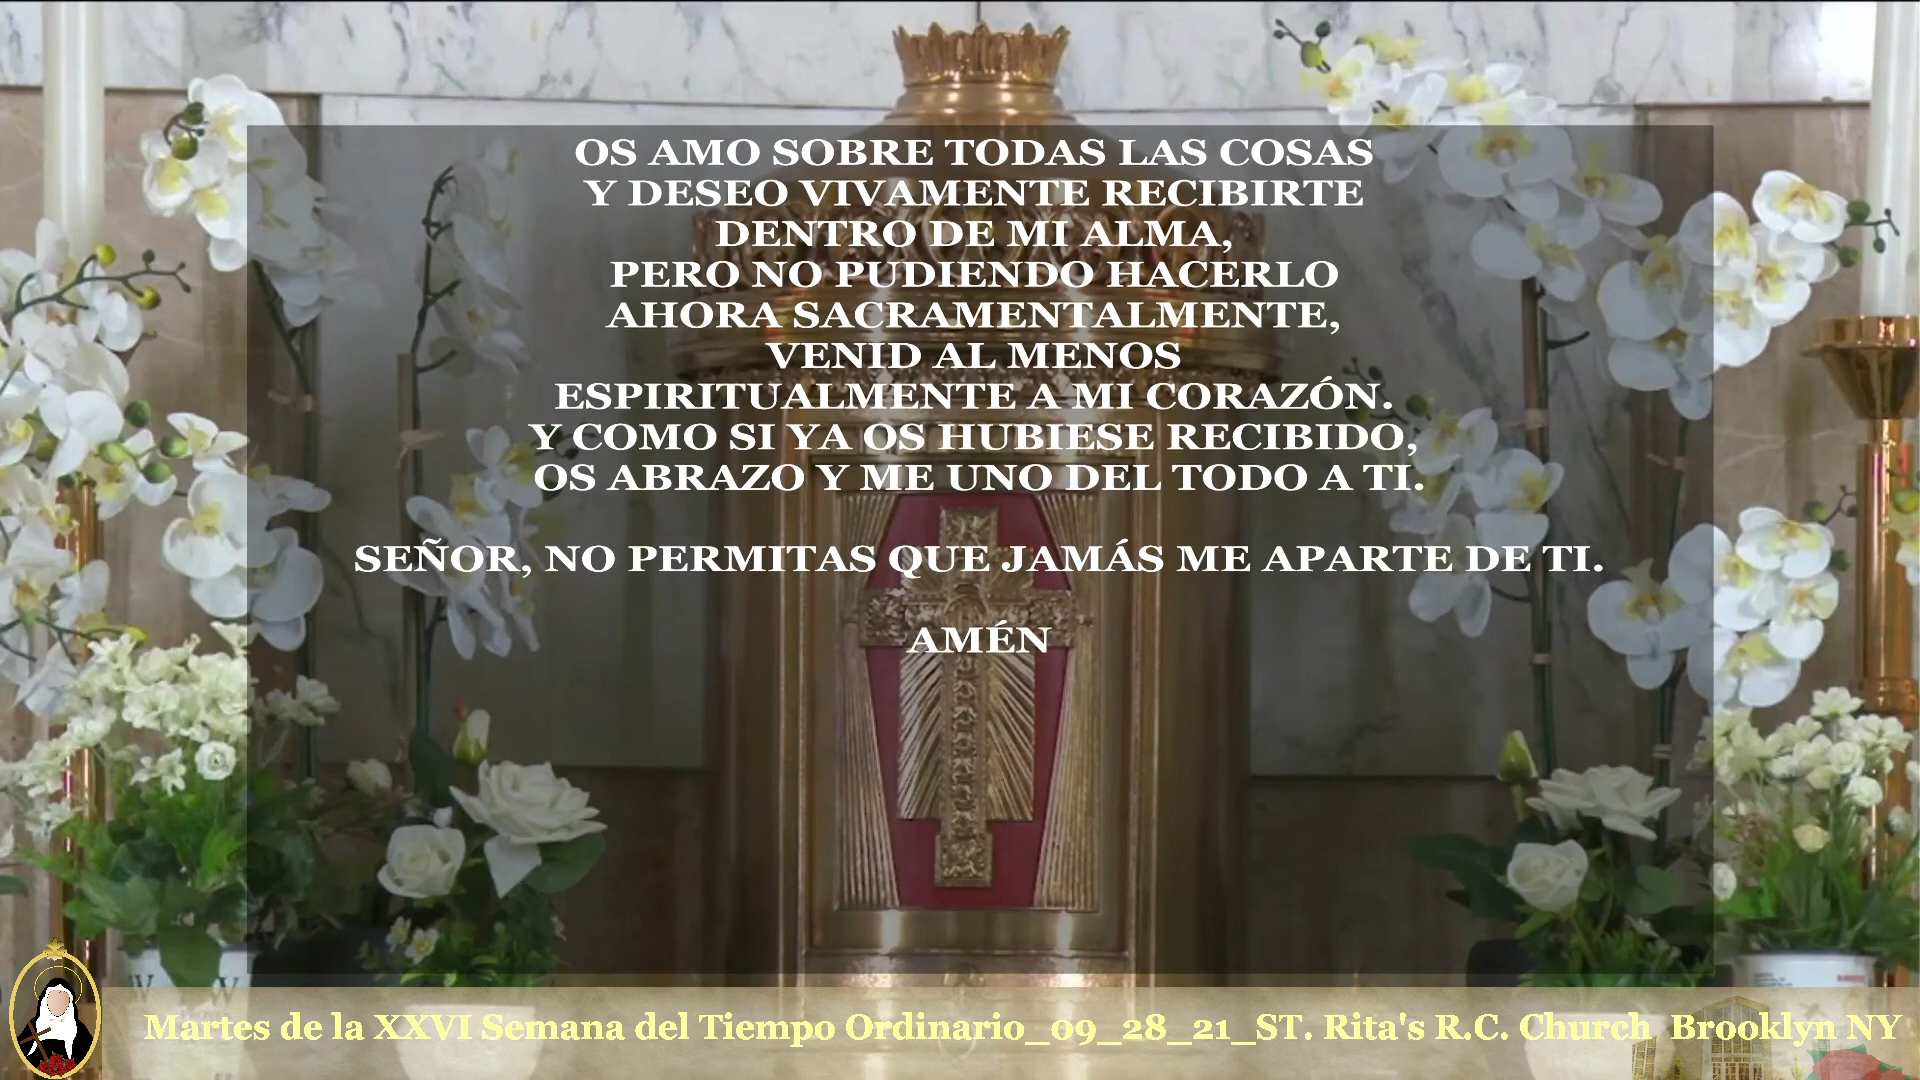 OS AMO SOBRE TODAS LAS COSAS
Y DESEO VIVAMENTE RECIBIRTE
DENTRO DE MI ALMA,
PERO NO PUDIENDO HACERLO
AHORA SACRAMENTALMENTE,
VENID AL MENOS
ESPIRITUALMENTE A MI CORAZÓN.
Y COMO SI YA OS HUBIESE RECIBIDO,
OS ABRAZO Y ME UNO DEL TODO A TI.
SEÑOR, NO PERMITAS QUE JAMÁS ME APARTE DE TI.
AMÉN
W W
Martes de la XXVI Semana del Tiempo Ordinario_09_28_21_ST. Rita's R.C. Church Brooklyn NY